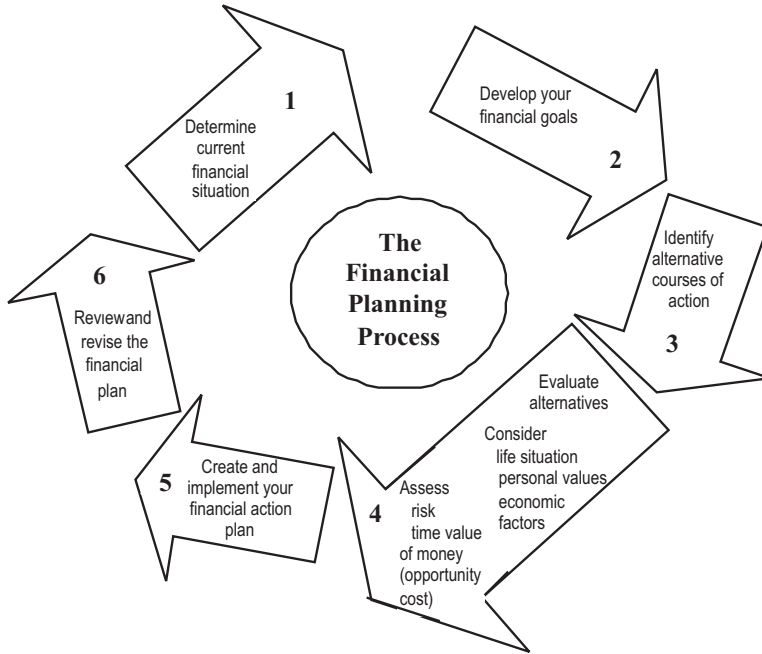 The
Financial
Planning
Process
1
Determine
current
financial
situation
Develop your
financial goals
2
Identify
alternative
courses of
action
3
Evaluate
alternatives
Consider
life situation
personal values
economic
factors
4
Assess
risk
time value
of money
(opportunity
cost)
5
Create and
implement your
financial action
plan
6
Review and
revise the
financial
plan